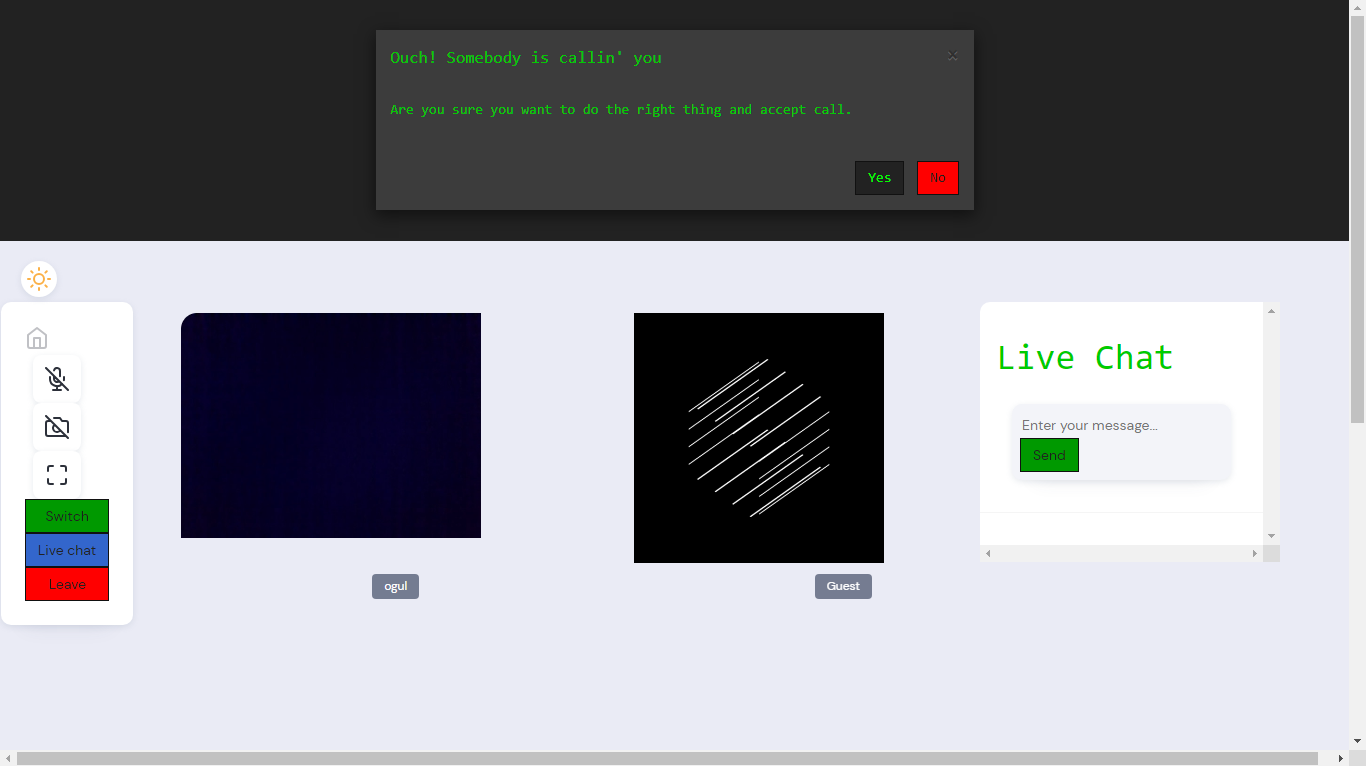 Ouch! Somebody is callin' you
×
Are you sure you want to do the right thing and accept call.
Yes
No
Switch
Live chat
Leave
ogul
Guest
Live Chat
Enter your message...
Send